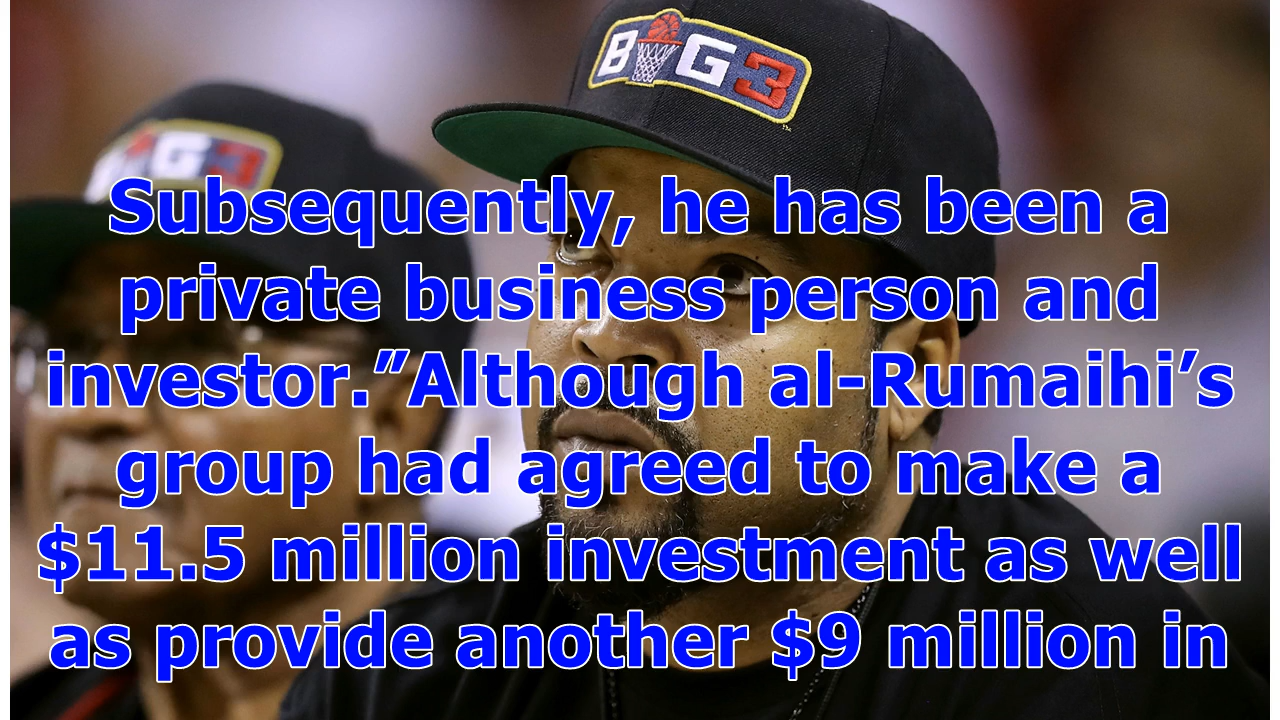 BIG3
G3
Subsequently, he has been a
private business person and
investor.”Although al-Rumaihi’s
group had agreed to make a
$11.5 million investment as well
as provide another $9 million in